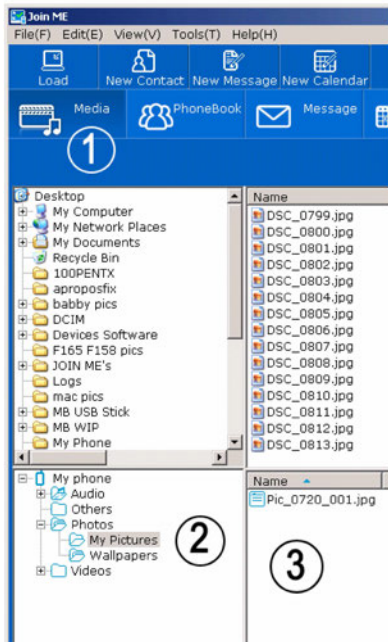 Join ME
File(F) Edit(E) View(V) Tools(T) Help(H)
Load New Contact New Message New Calendar
Media PhoneBook Message
1
Desktop
My Computer
My Network Places
My Documents
Recycle Bin
100PENTX
aproposfix
babby pics
DCIM
Devices Software
F165 F158 pics
JOIN ME's
Logs
mac pics
MB USB Stick
MB WIP
My Phone
Name
DSC_0799.jpg
DSC_0800.jpg
DSC_0801.jpg
DSC_0802.jpg
DSC_0803.jpg
DSC_0804.jpg
DSC_0805.jpg
DSC_0806.jpg
DSC_0807.jpg
DSC_0808.jpg
DSC_0809.jpg
DSC_0810.jpg
DSC_0811.jpg
DSC_0812.jpg
DSC_0813.jpg
My phone
Audio
Others
Photos
My Pictures
Wallpapers
Videos
2
Name
Pic_0720_001.jpg
3